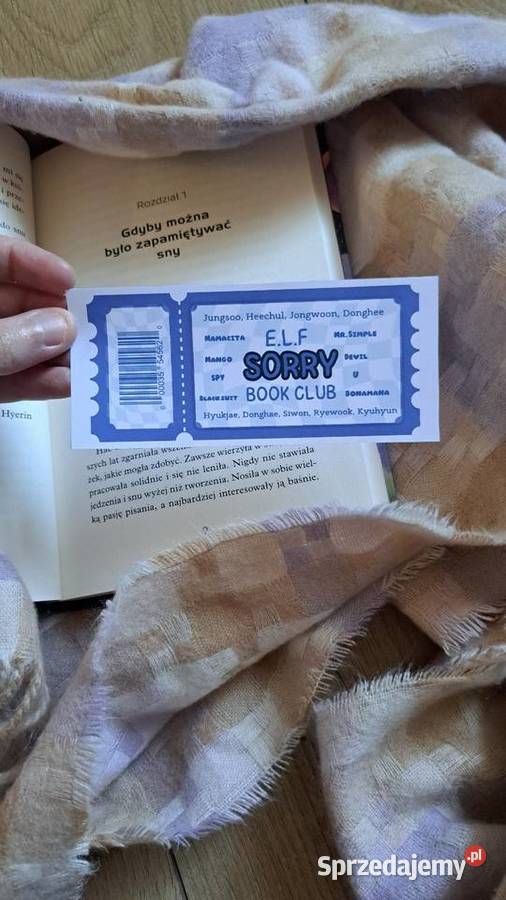 Rozdział 1
Gdyby można
było zapamiętywać
sny
Jungsoo, Heechul, Jongwoon, Donghee
Mamacita
E.L.F
Mr.Simple
Mango
SORRY
Devil
Spy
U
Black Suit
BOOK CLUB
Bonamana
Hyukjae, Donghae, Siwon, Ryewook, Kyuhyun
Hyerin
szych lat zgarniała
żek, jakie mogła zdobyć. Zawsze wierzyła w
pracowała solidnie i się nie leniła. Nigdy nie stawiała
jedzenia i snu wyżej niż tworzenia. Nosiła w sobie wiel-
ką pasję pisania, a najbardziej interesowały ją baśnie.
Sprzedajemy.pl